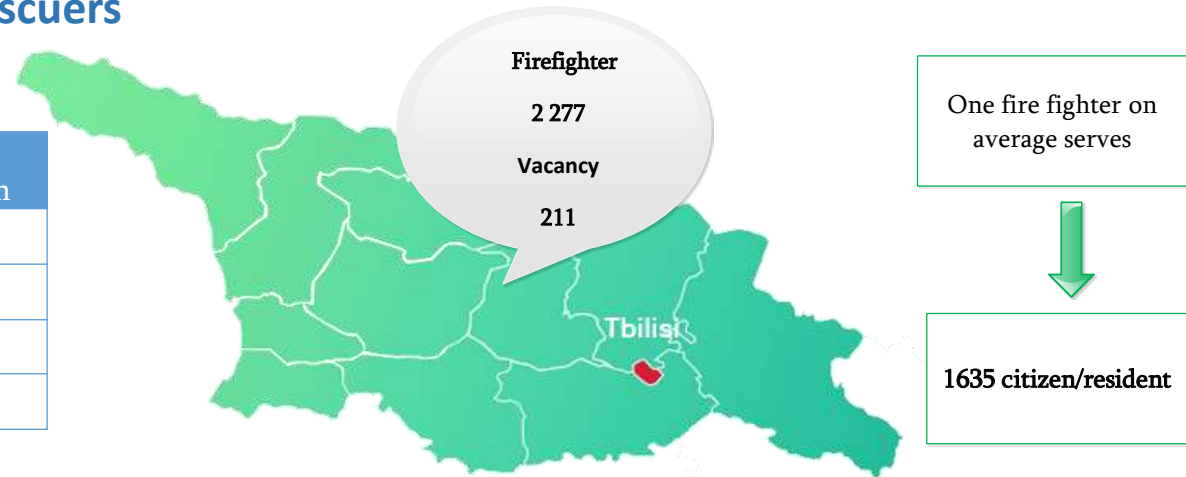 scuers
n
Firefighter
2 277
Vacancy
211
Tbilisi
One fire fighter on
average serves
1635 citizen/resident